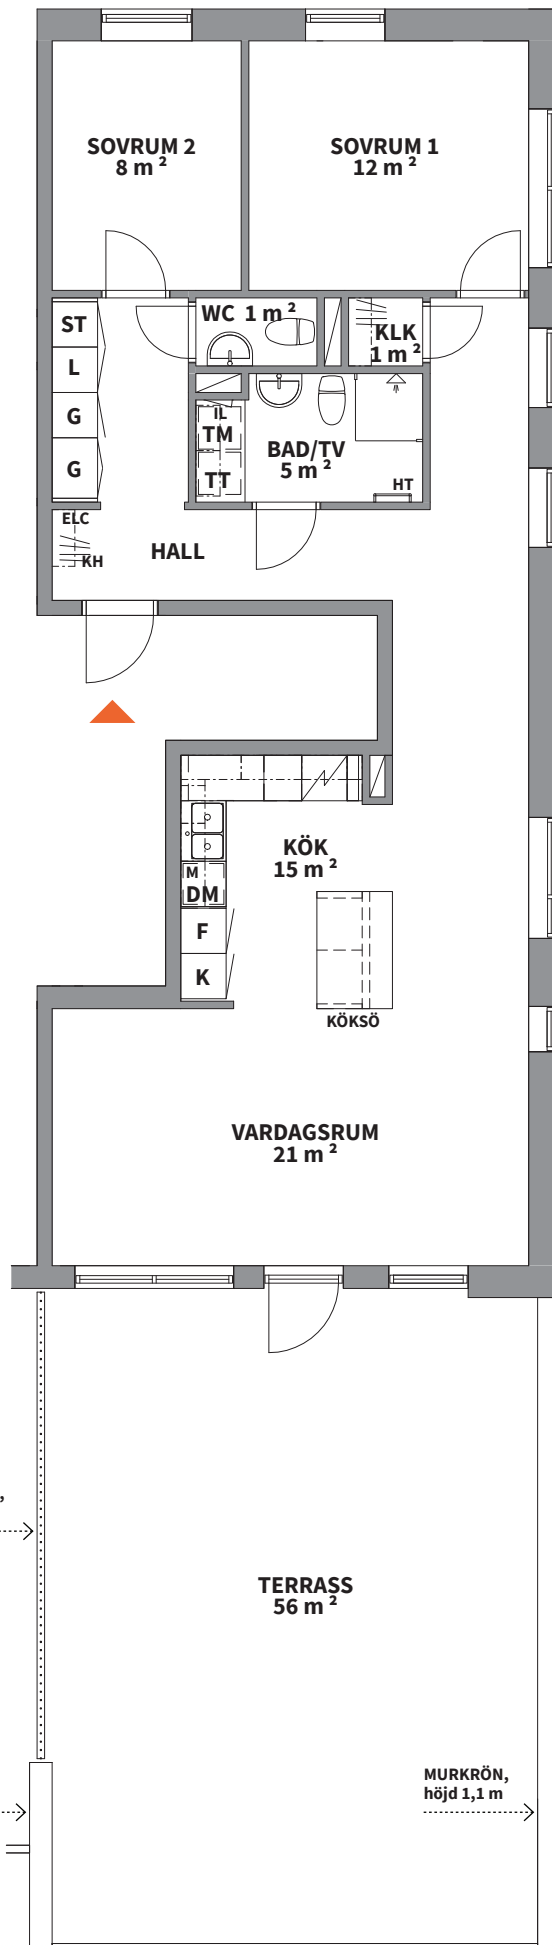 SOVRUM 2
8 m²
SOVRUM 1
12 m²
WC 1 m²
ST
KLK
1 m²
L
G
IL
TM
BAD/TV
5 m²
G
TT
HT
ELC
KH
HALL
KÖK
15 m²
M
DM
F
K
KÖKSÖ
VARDAGSRUM
21 m²
,
TERRASS
56 m²
MURKRÖN,
höjd 1,1 m